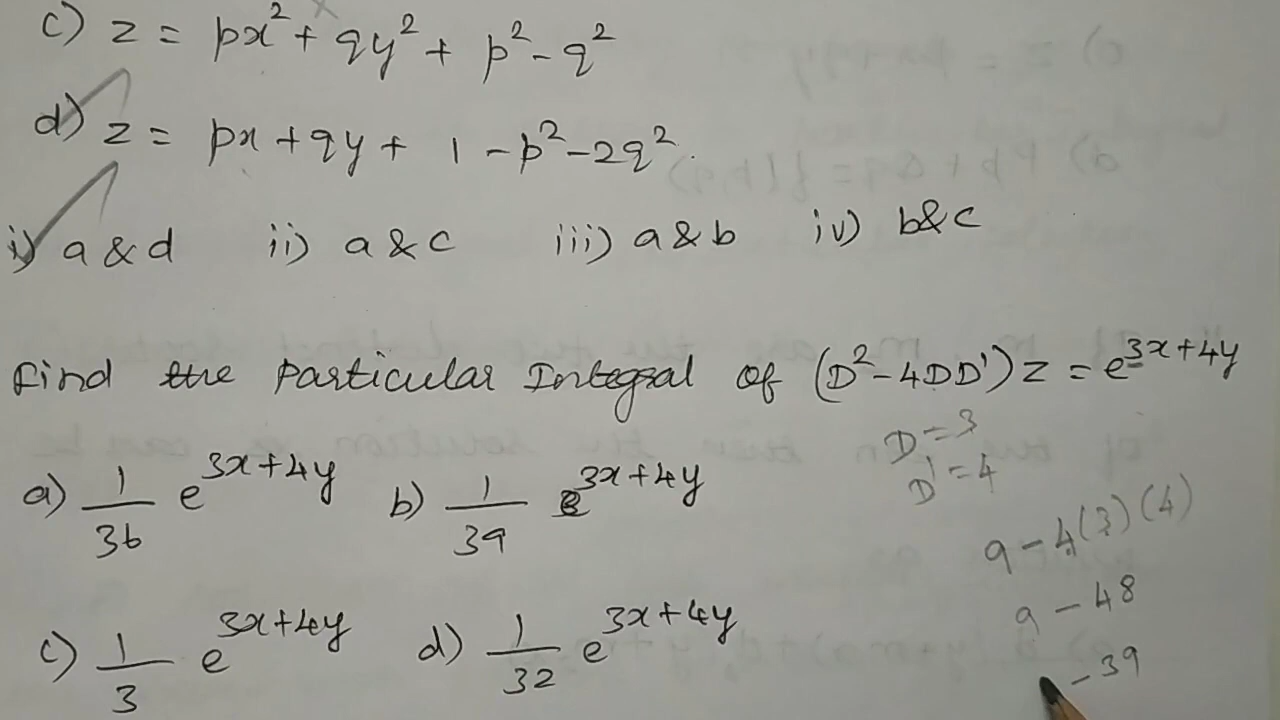 c) z = px² + qy² + p² - q²
d) z = px + qy + 1 - p² - 2q².
i) a & d ii) a & c iii) a & b iv) b & c
Find the Particular Integral of (D² - 4DD')z = e^{3x+4y}
D = 3
D' = 4
a) 1/36 e^{3x+4y} b) 1/39 e^{3x+4y}
9 - 4(3)(4)
9 - 48
c) 1/3 e^{3x+4y} d) 1/32 e^{3x+4y}
- 39